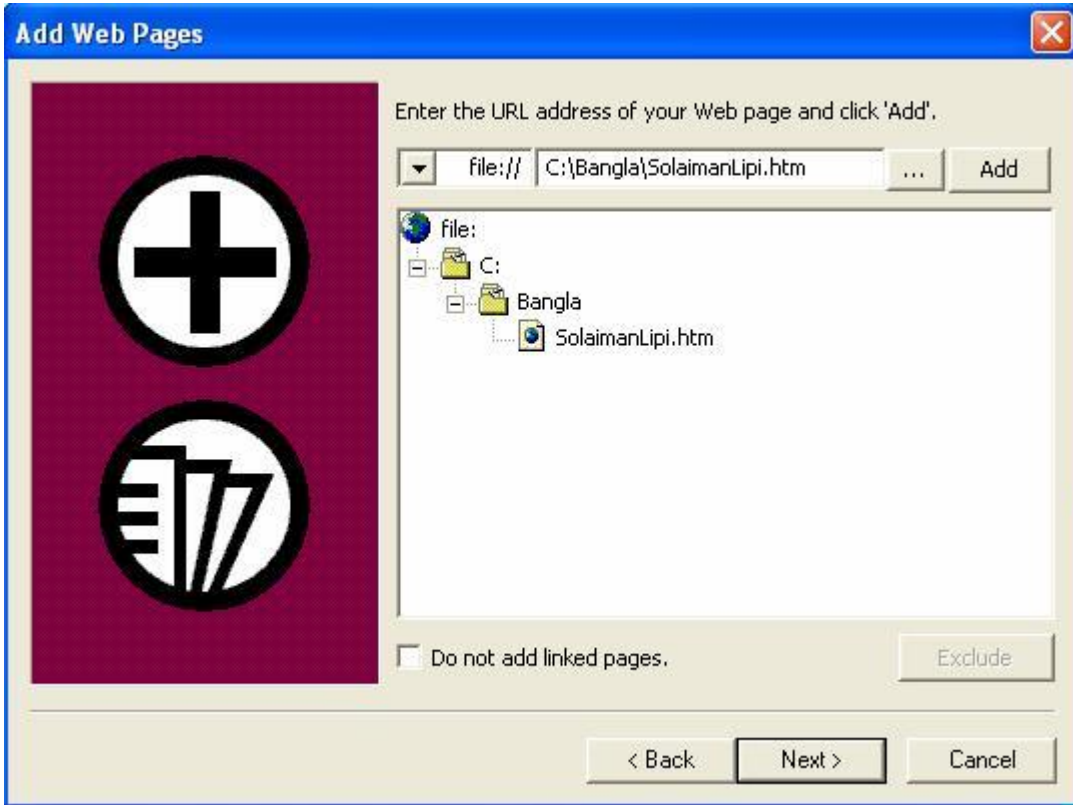 Add Web Pages
Enter the URL address of your Web page and click 'Add'.
file:// C:\Bangla\SolaimanLipi.htm ... Add
file:
C:
Bangla
SolaimanLipi.htm
Do not add linked pages. Exclude
< Back Next > Cancel